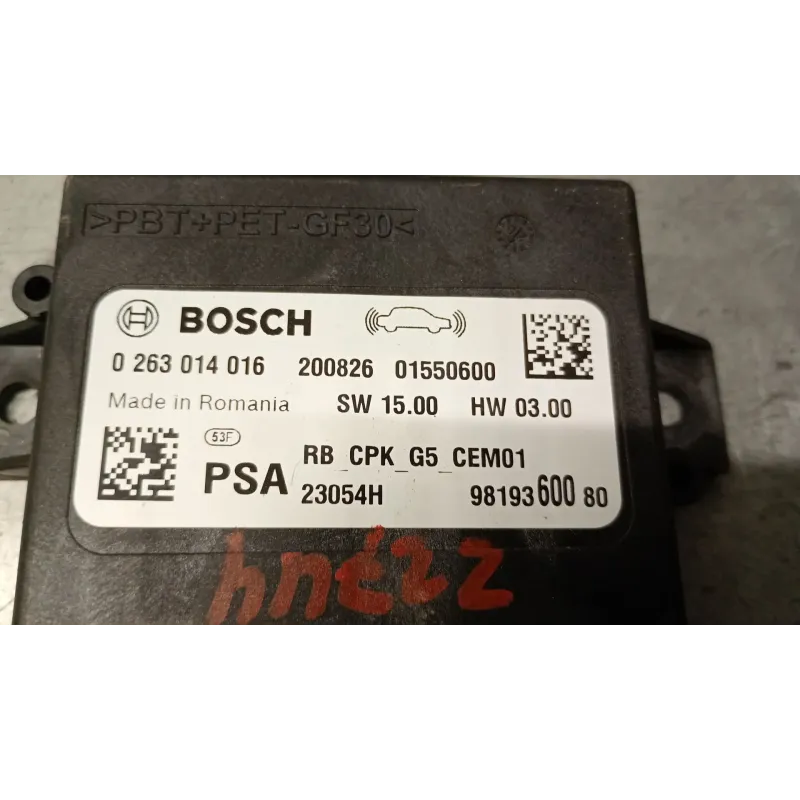 >PBT+PET-GF30<
BOSCH
0 263 014 016 200826 01550600
Made in Romania SW 15.00 HW 03.00
53F
RB_CPK_G5_CEM01
PSA 23054H 98193600 80